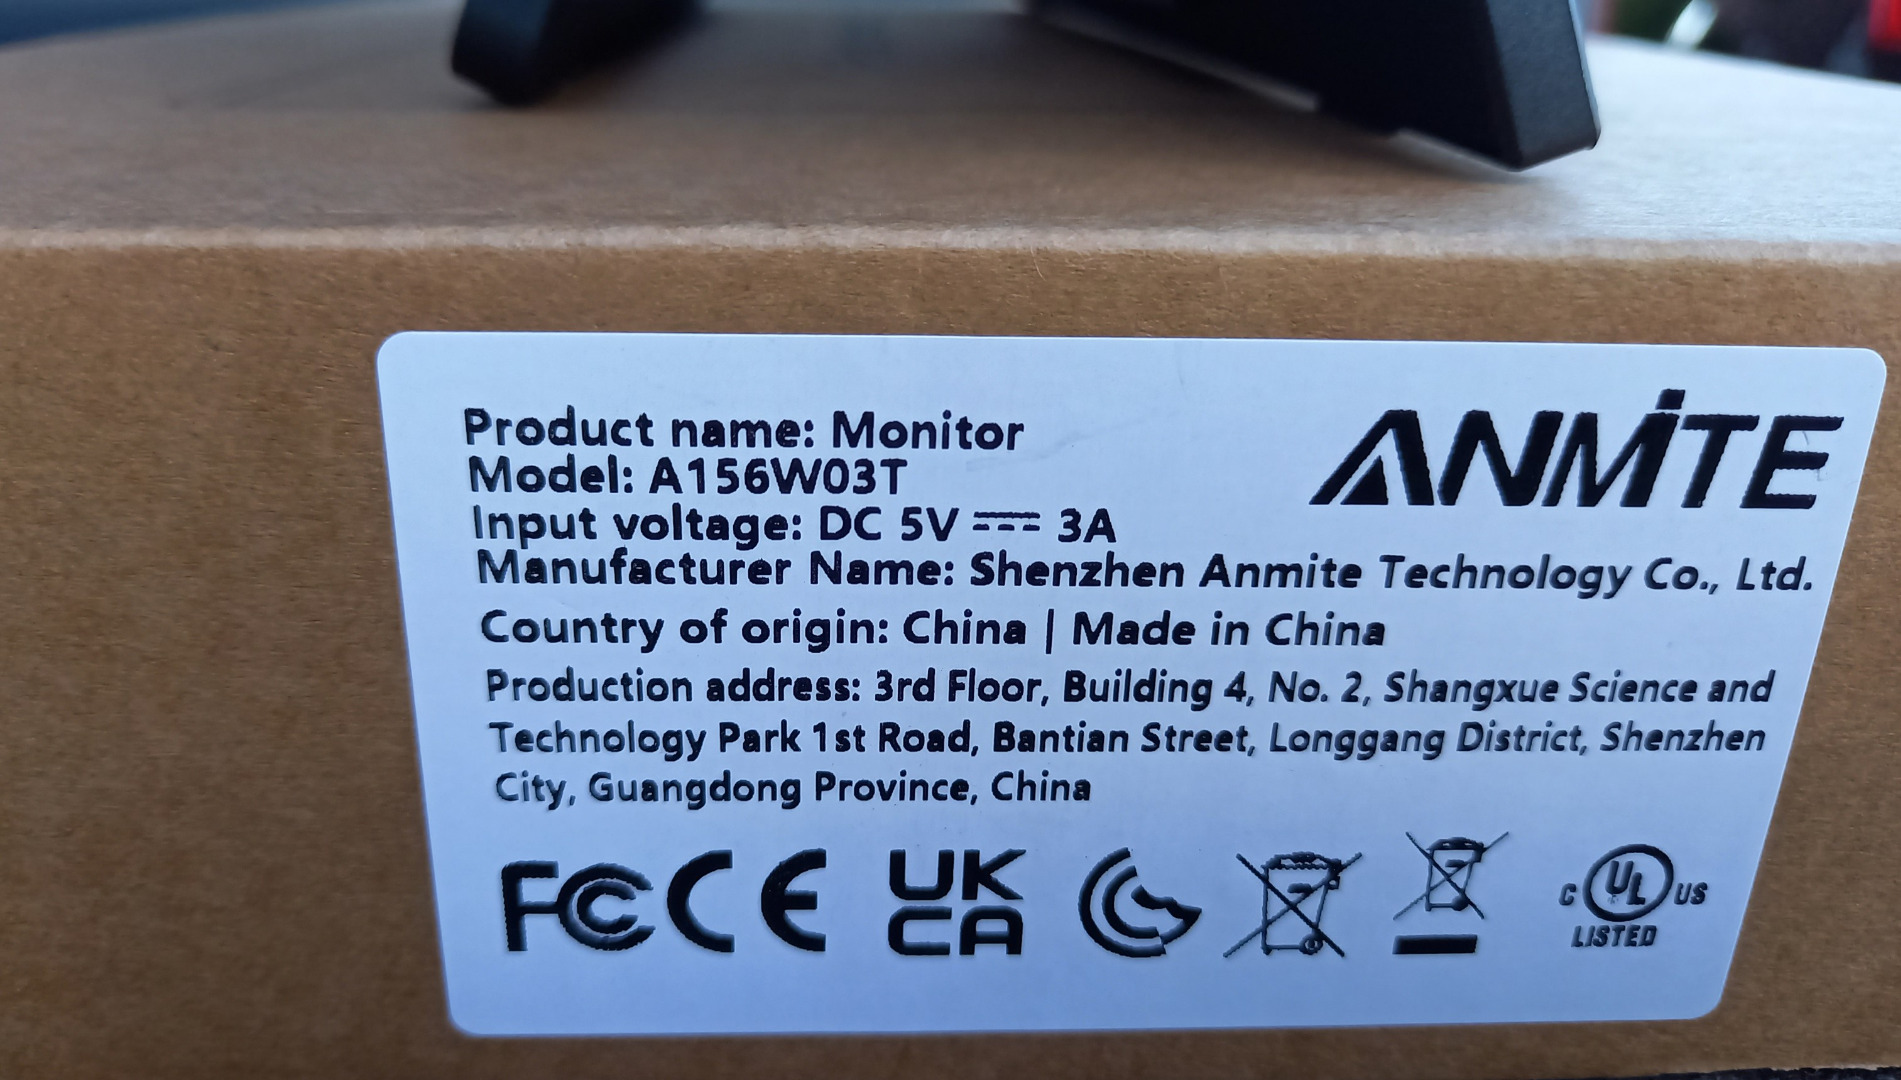 ANMITE
Product name: Monitor
Model: A156W03T
Input voltage: DC 5V ⎓ 3A
Manufacturer Name: Shenzhen Anmite Technology Co., Ltd.
Country of origin: China | Made in China
Production address: 3rd Floor, Building 4, No. 2, Shangxue Science and
Technology Park 1st Road, Bantian Street, Longgang District, Shenzhen
City, Guangdong Province, China
FC CE UK CA
C UL US
LISTED